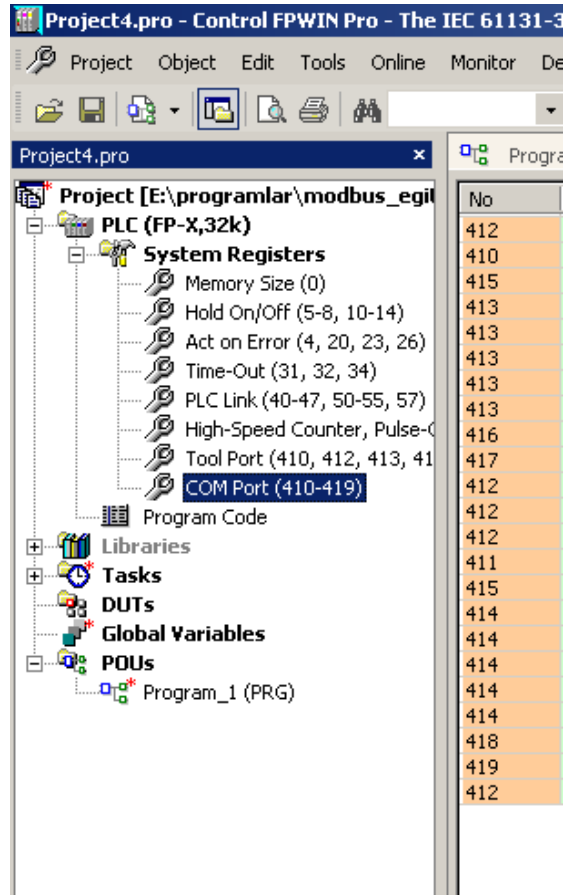 Project4.pro - Control FPWIN Pro - The IEC 61131-3
Project Object Edit Tools Online Monitor De
Project4.pro
Progra
Project [E:\programlar\modbus_egit
PLC (FP-X,32k)
System Registers
Memory Size (0)
Hold On/Off (5-8, 10-14)
Act on Error (4, 20, 23, 26)
Time-Out (31, 32, 34)
PLC Link (40-47, 50-55, 57)
High-Speed Counter, Pulse-
Tool Port (410, 412, 413, 41
COM Port (410-419)
Program Code
Libraries
Tasks
DUTs
Global Variables
POUs
Program_1 (PRG)
No
412
410
415
413
413
413
413
413
416
417
412
412
412
411
415
414
414
414
414
414
418
419
412